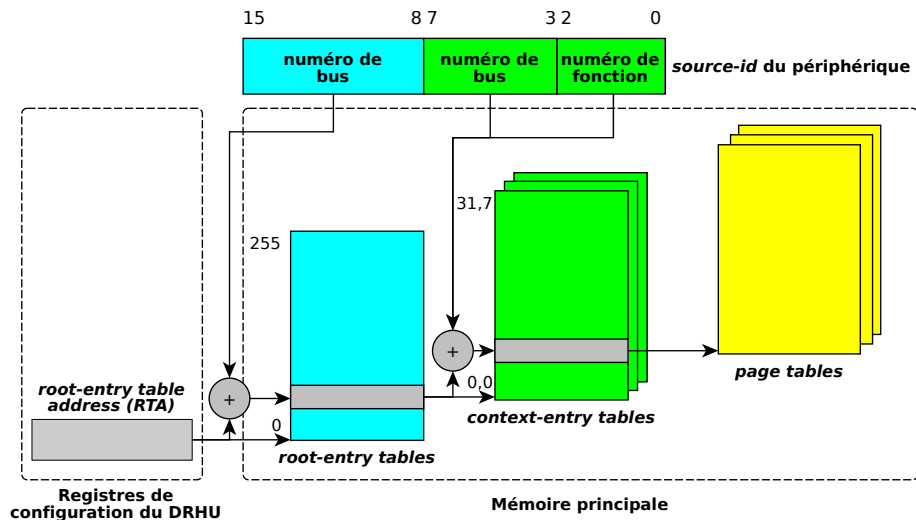 15 8 7 3 2 0
numéro de bus
numéro de bus
numéro de fonction
source-id du périphérique
31,7
255
root-entry table
address (RTA)
+
+
0
0,0
root-entry tables
context-entry tables
page tables
Registres de
configuration du DRHU
Mémoire principale